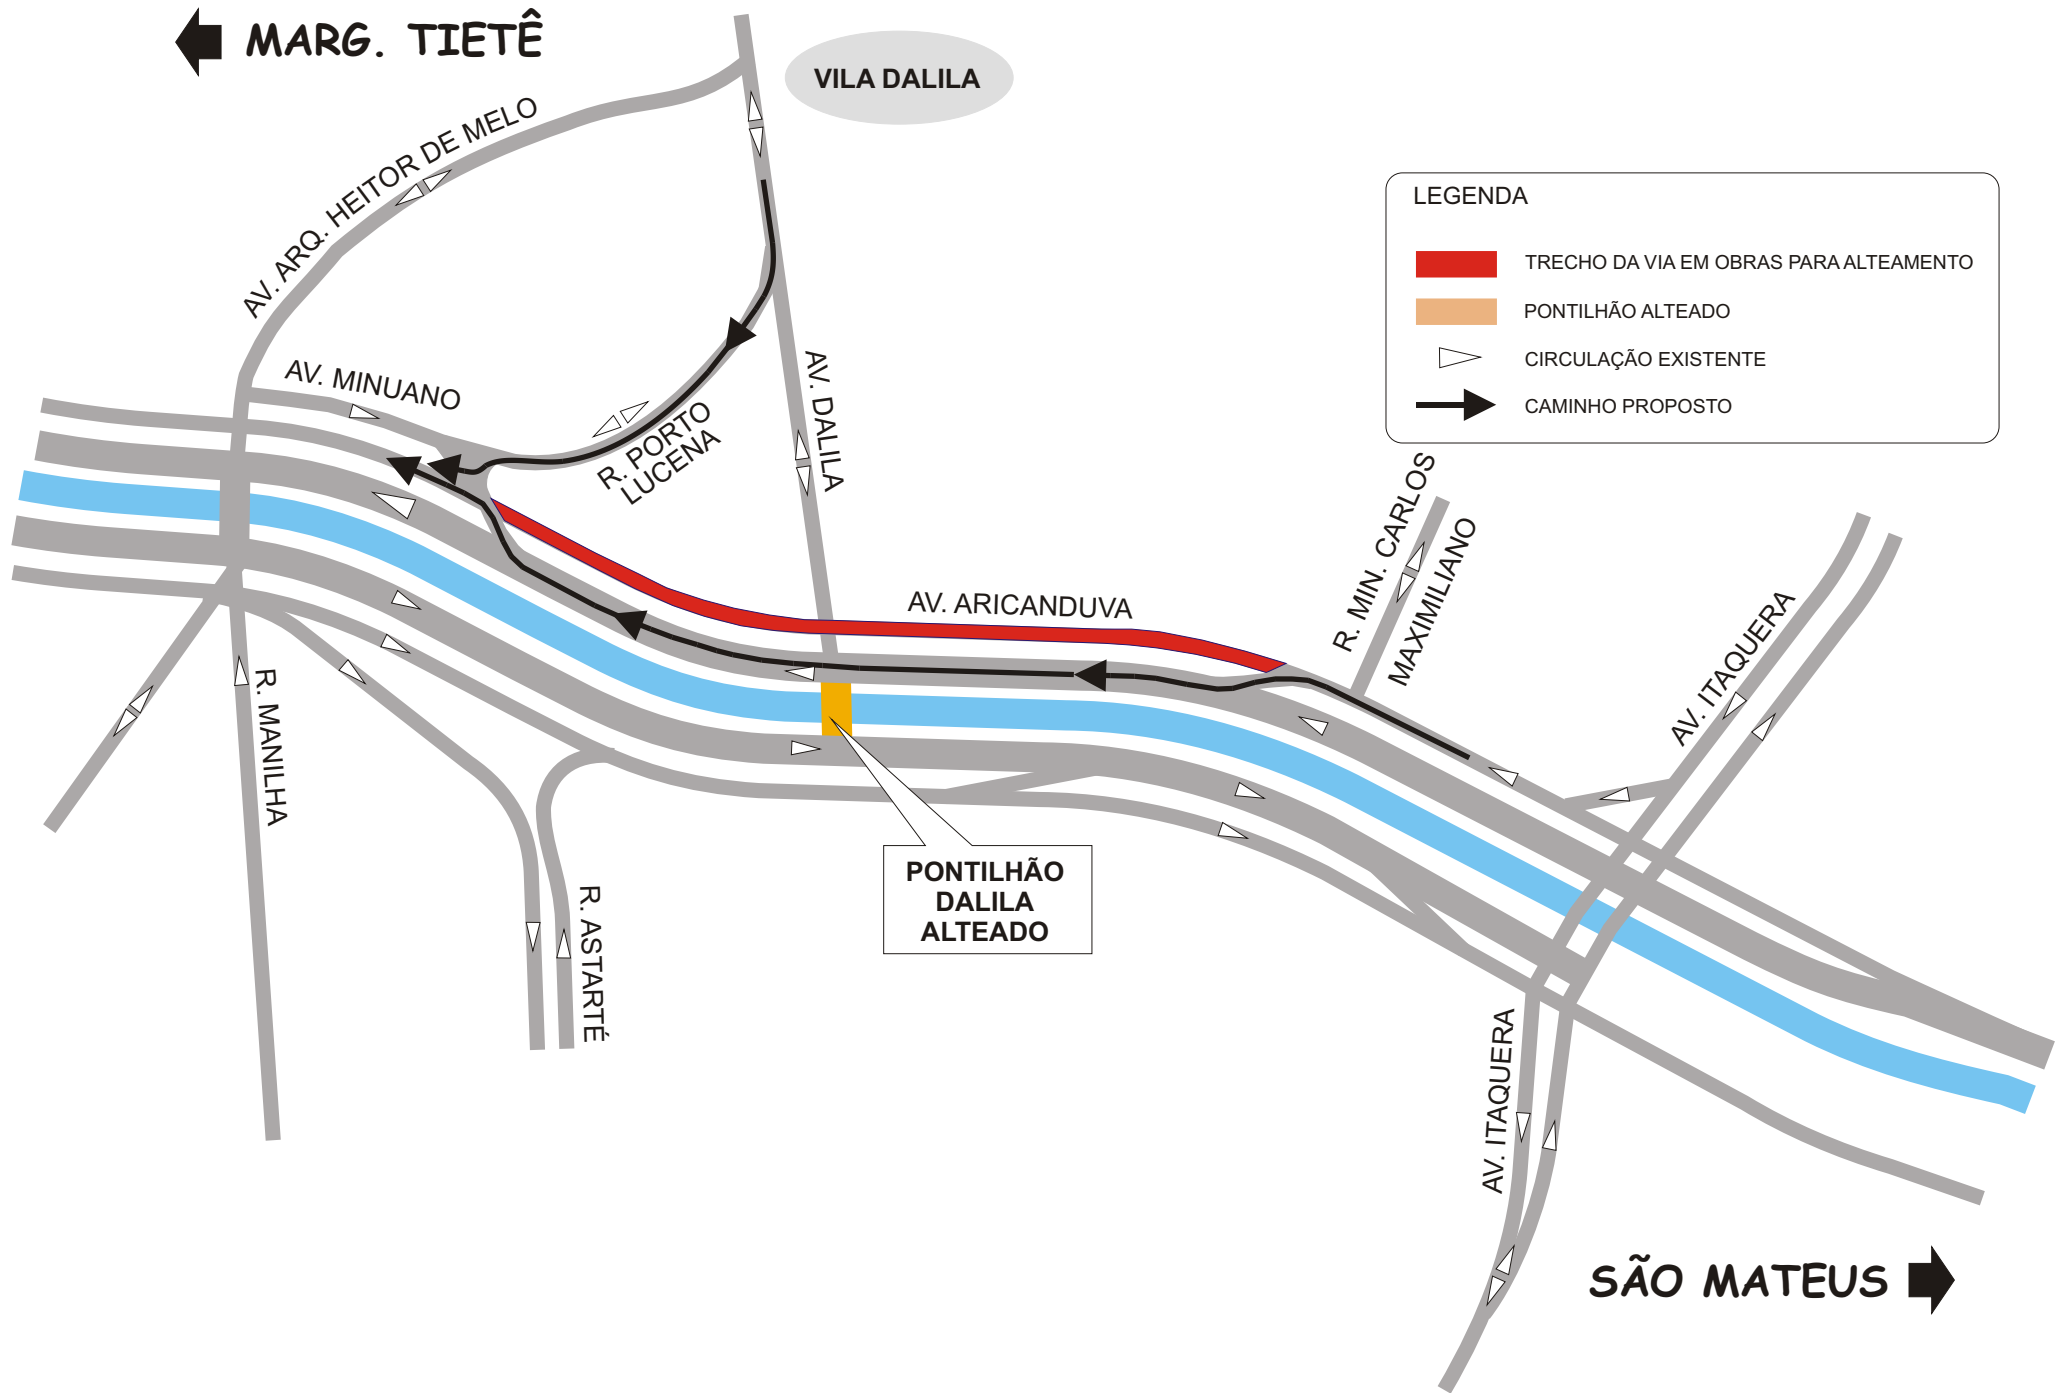 MARG. TIETÊ
VILA DALILA
AV. ARQ. HEITOR DE MELO
LEGENDA
TRECHO DA VIA EM OBRAS PARA ALTEAMENTO
PONTILHÃO ALTEADO
CIRCULAÇÃO EXISTENTE
CAMINHO PROPOSTO
AV. MINUANO
R. PORTO
LUCENA
AV. DALILA
R. MIN. CARLOS
MAXIMILIANO
AV. ARICANDUVA
AV. ITAQUERA
R. MANILHA
PONTILHÃO
DALILA
ALTEADO
R. ASTARTÉ
AV. ITAQUERA
SÃO MATEUS